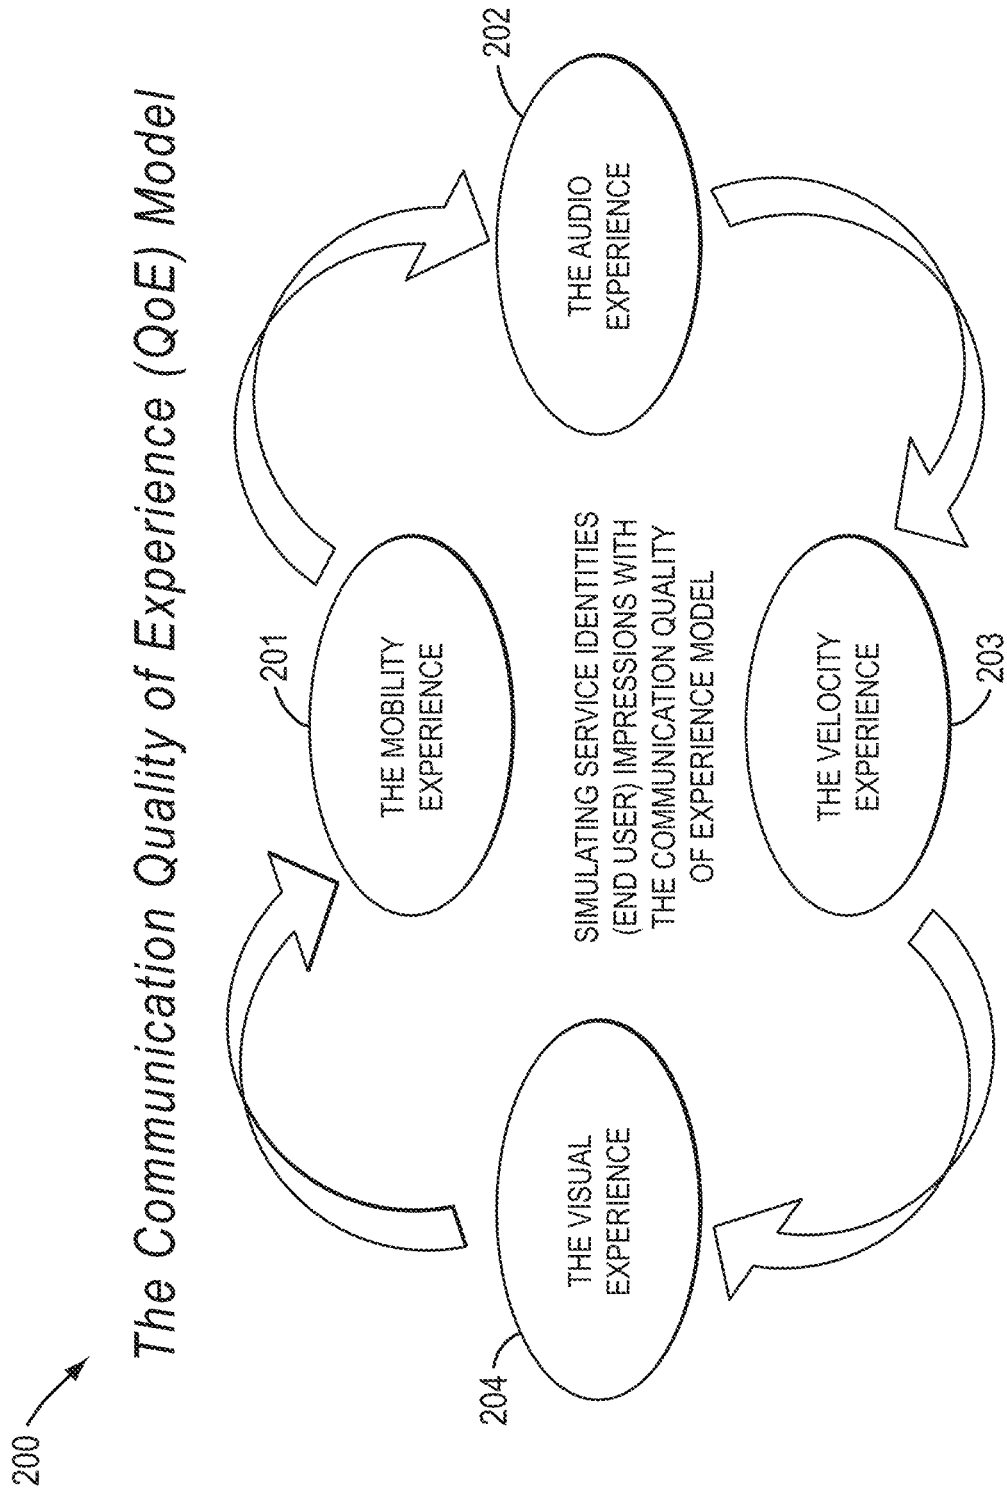 200
The Communication Quality of Experience (QoE) Model
201
THE MOBILITY
EXPERIENCE
202
THE AUDIO
EXPERIENCE
SIMULATING SERVICE IDENTITIES
(END USER) IMPRESSIONS WITH
THE COMMUNICATION QUALITY
OF EXPERIENCE MODEL
204
THE VISUAL
EXPERIENCE
THE VELOCITY
EXPERIENCE
203